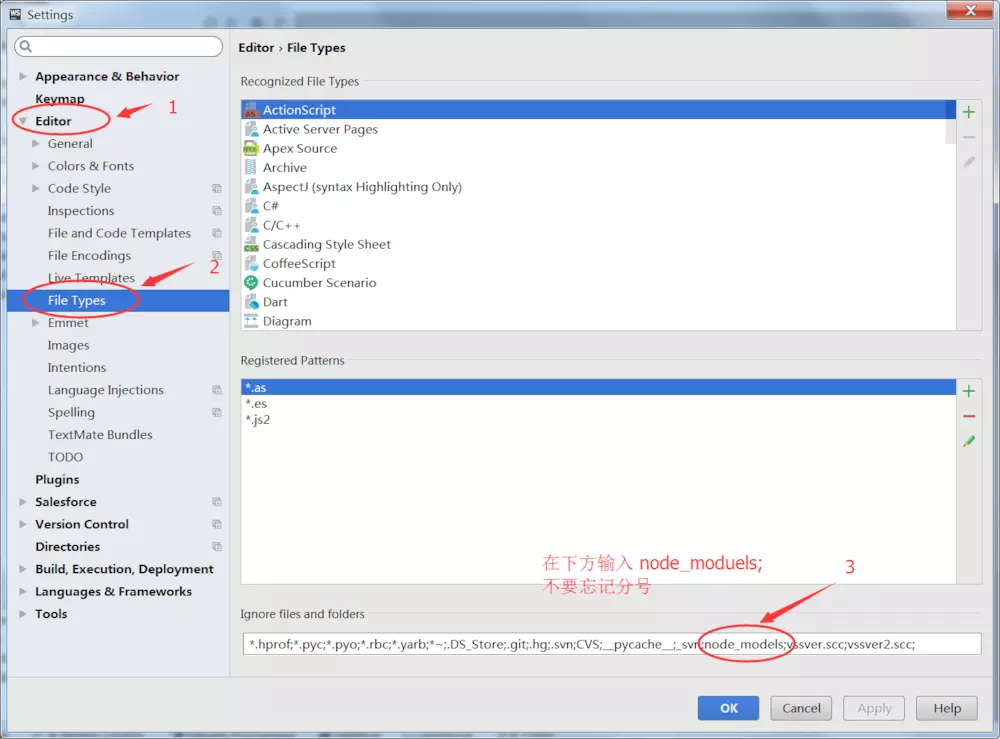 WS Settings
Editor › File Types
Appearance & Behavior
Keymap
1
Editor
General
Colors & Fonts
Code Style
Inspections
File and Code Templates
File Encodings
Live Templates
2
File Types
Emmet
Images
Intentions
Language Injections
Spelling
TextMate Bundles
TODO
Plugins
Salesforce
Version Control
Directories
Build, Execution, Deployment
Languages & Frameworks
Tools
Recognized File Types
AS ActionScript
Active Server Pages
APEX Apex Source
Archive
AspectJ (syntax Highlighting Only)
C#
C/C++
CSS Cascading Style Sheet
CoffeeScript
Cucumber Scenario
Dart
Diagram
Registered Patterns
*.as
*.es
*.js2
在下方输入 node_moduels;
不要忘记分号
3
Ignore files and folders
*.hprof;*.pyc;*.pyo;*.rbc;*.yarb;*~;.DS_Store;.git;.hg;.svn;CVS;__pycache__;_svn;node_models;vssver.scc;vssver2.scc;
OK
Cancel
Apply
Help